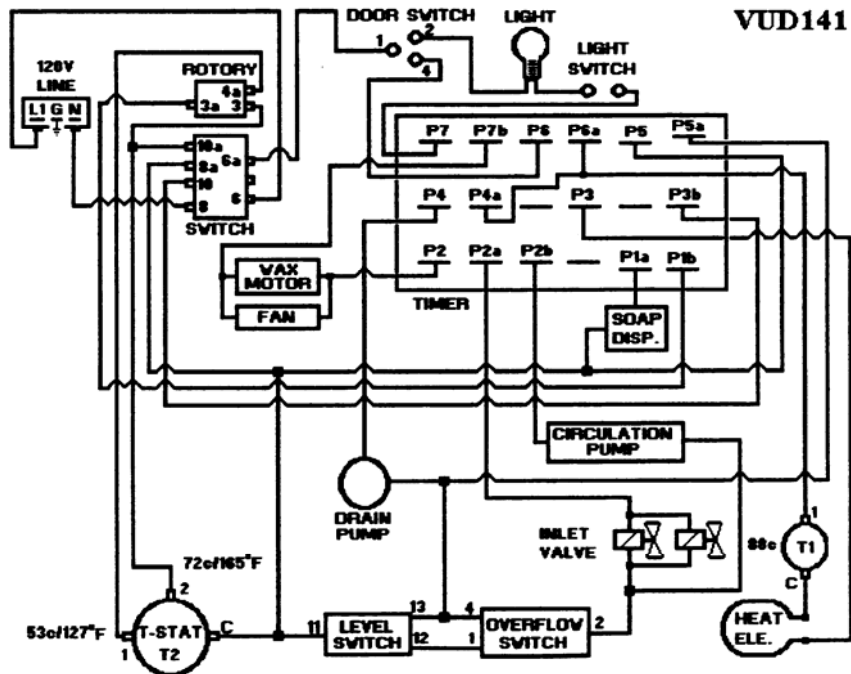 DOOR SWITCH
LIGHT
VUD141
1
2
4
LIGHT
SWITCH
120V
LINE
L1 G N
ROTORY
4a
3a 3
10a
8a
6a
10
6
8
SWITCH
P7 P7b P6 P6a P5 P5a
P4 P4a P3 P3b
P2 P2a P2b P1a P1b
TIMER
WAX
MOTOR
FAN
SOAP
DISP.
CIRCULATION
PUMP
DRAIN
PUMP
INLET
VALVE
88c
1
T1
C
72c/165°F
2
53c/127°F
1
T-STAT
T2
C
11
LEVEL
SWITCH
13
12
4
1
OVERFLOW
SWITCH
2
HEAT
ELE.